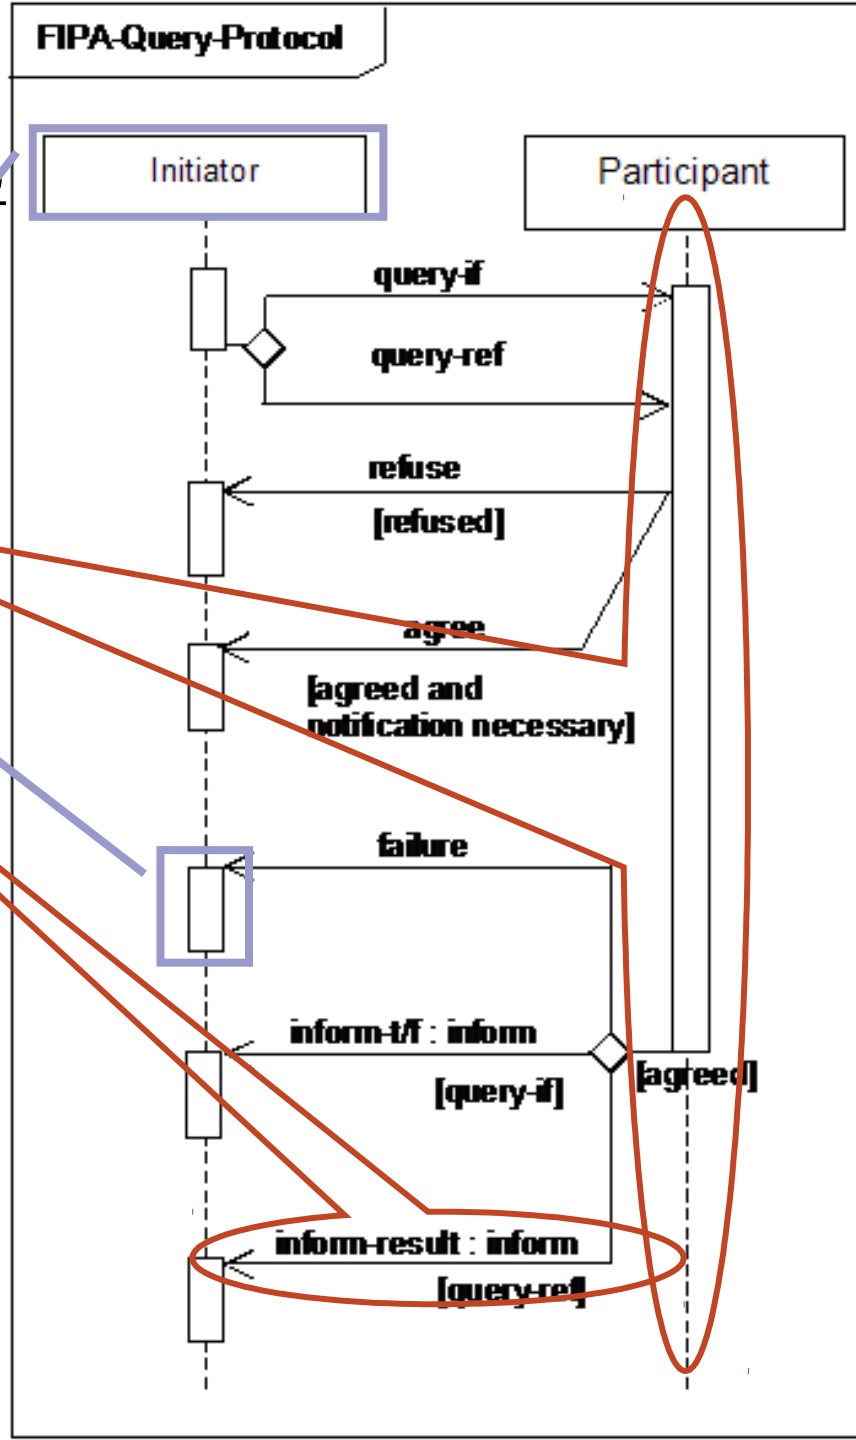 FIPA-Query-Protocol
Initiator
Participant
query-if
query-ref
refuse
[refused]
agree
[agreed and
notification necessary]
failure
inform-t/f : inform
[query-if]
[agreed]
inform-result : inform
[query-ref]